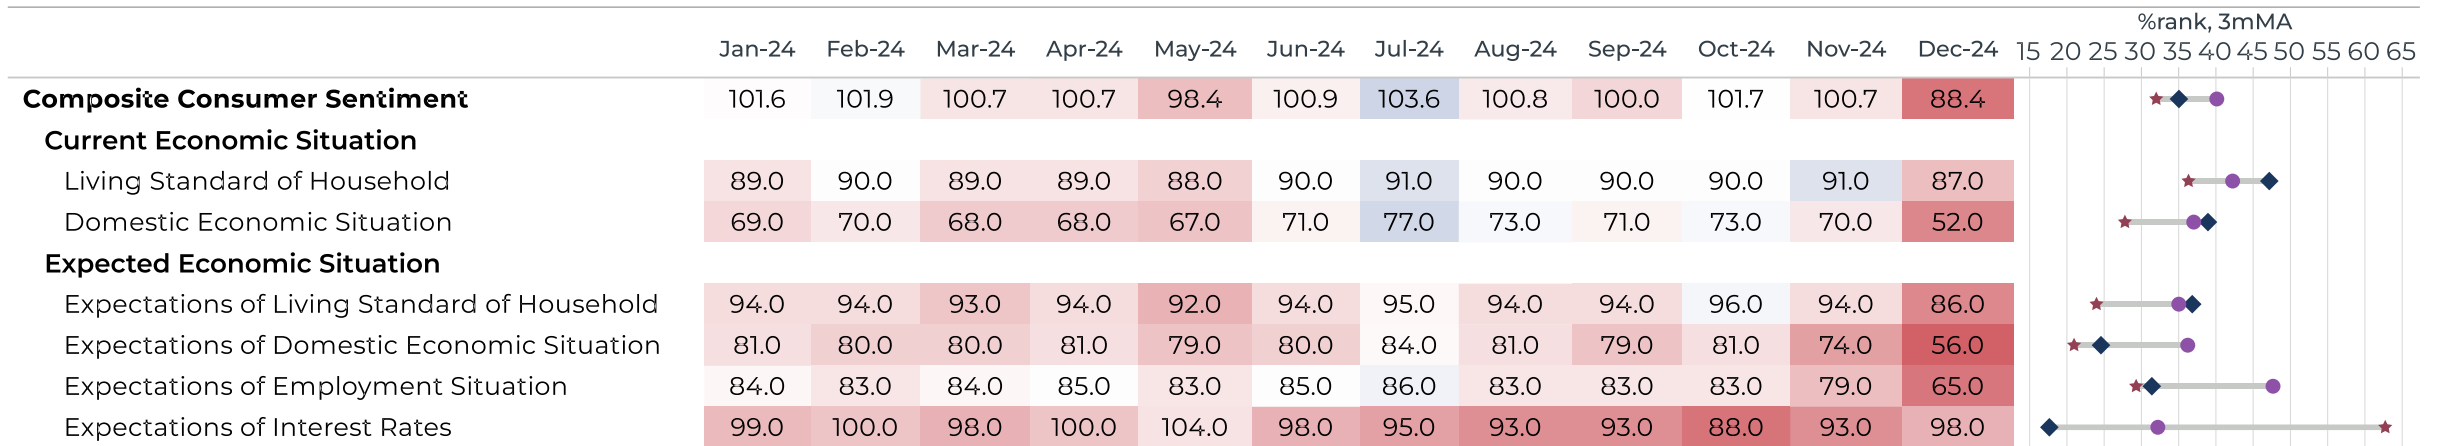 %rank, 3mMA
Jan-24 Feb-24 Mar-24 Apr-24 May-24 Jun-24 Jul-24 Aug-24 Sep-24 Oct-24 Nov-24 Dec-24 15 20 25 30 35 40 45 50 55 60 65
Composite Consumer Sentiment 101.6 101.9 100.7 100.7 98.4 100.9 103.6 100.8 100.0 101.7 100.7 88.4
Current Economic Situation
Living Standard of Household 89.0 90.0 89.0 89.0 88.0 90.0 91.0 90.0 90.0 90.0 91.0 87.0
Domestic Economic Situation 69.0 70.0 68.0 68.0 67.0 71.0 77.0 73.0 71.0 73.0 70.0 52.0
Expected Economic Situation
Expectations of Living Standard of Household 94.0 94.0 93.0 94.0 92.0 94.0 95.0 94.0 94.0 96.0 94.0 86.0
Expectations of Domestic Economic Situation 81.0 80.0 80.0 81.0 79.0 80.0 84.0 81.0 79.0 81.0 74.0 56.0
Expectations of Employment Situation 84.0 83.0 84.0 85.0 83.0 85.0 86.0 83.0 83.0 83.0 79.0 65.0
Expectations of Interest Rates 99.0 100.0 98.0 100.0 104.0 98.0 95.0 93.0 93.0 88.0 93.0 98.0